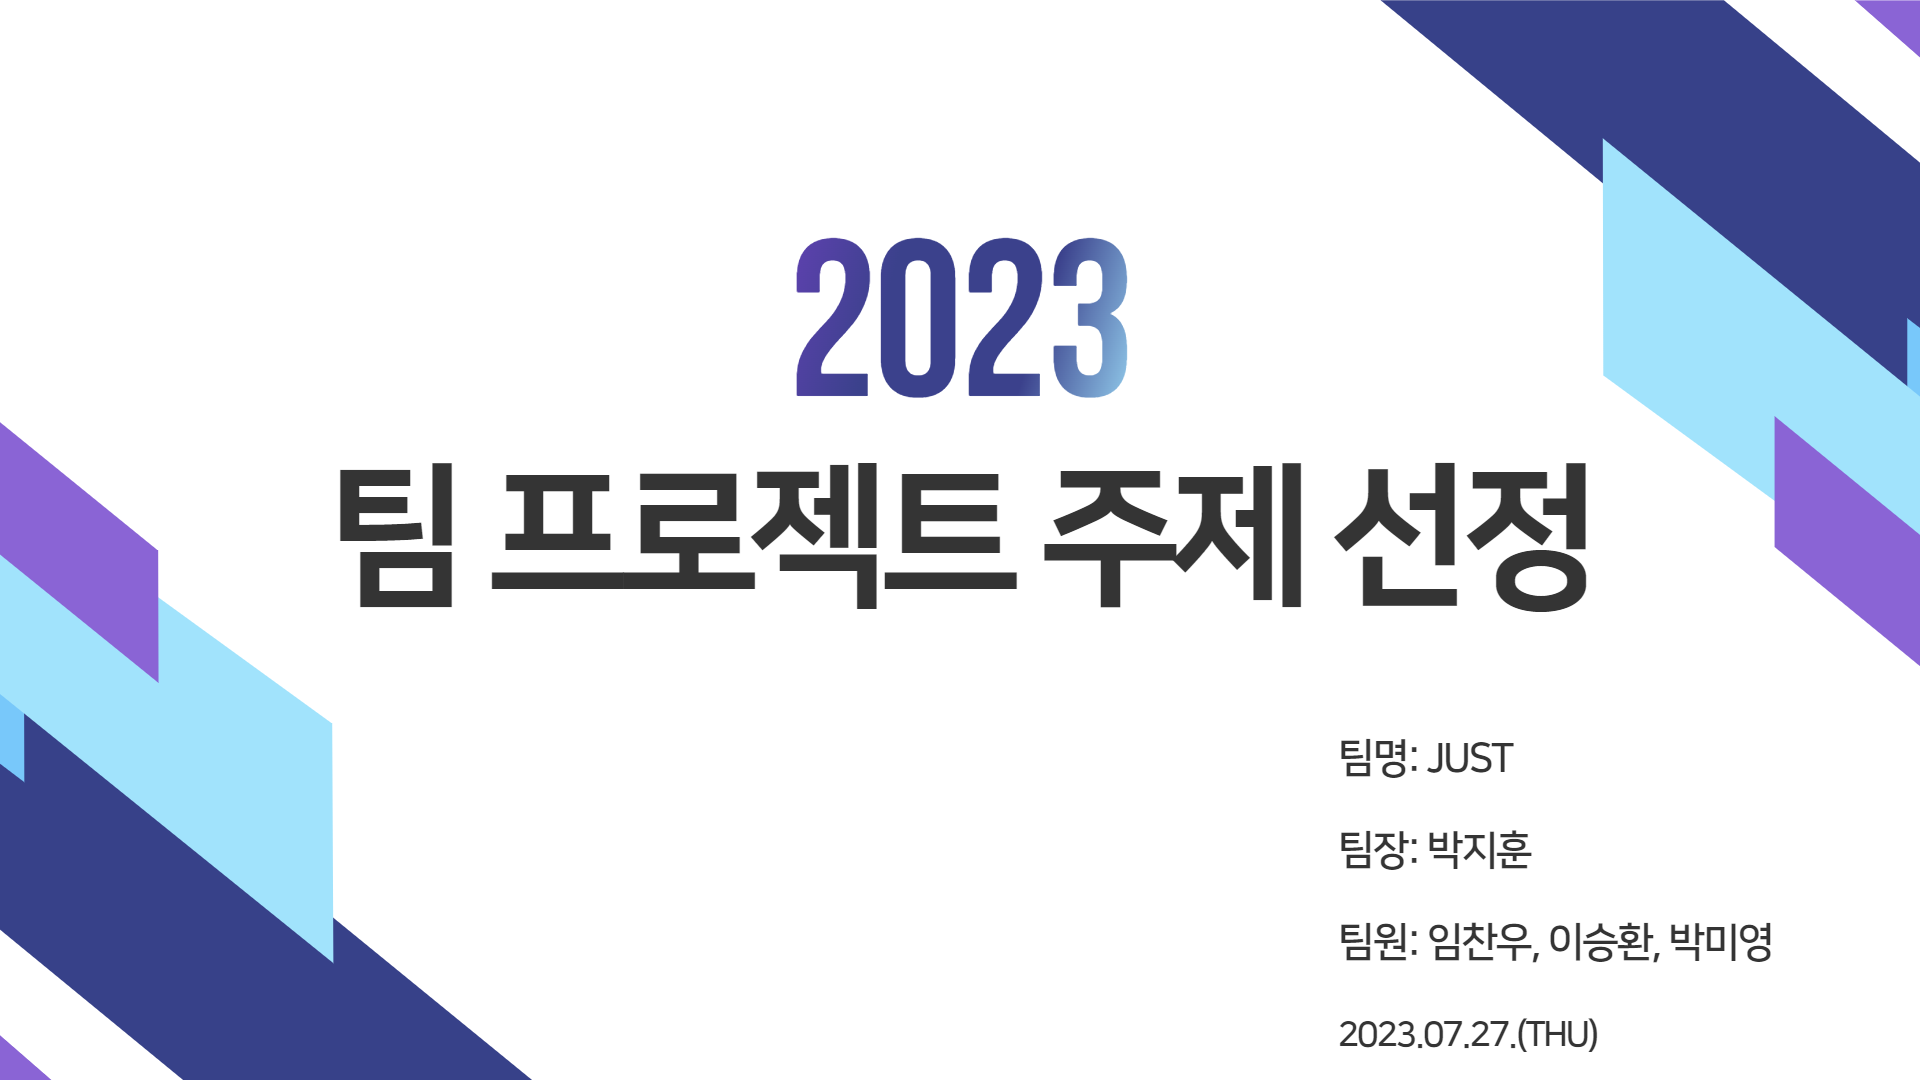 2023
팀 프로젝트 주제 선정
팀명: JUST
팀장: 박지훈
팀원: 임찬우, 이승환, 박미영
2023.07.27.(THU)